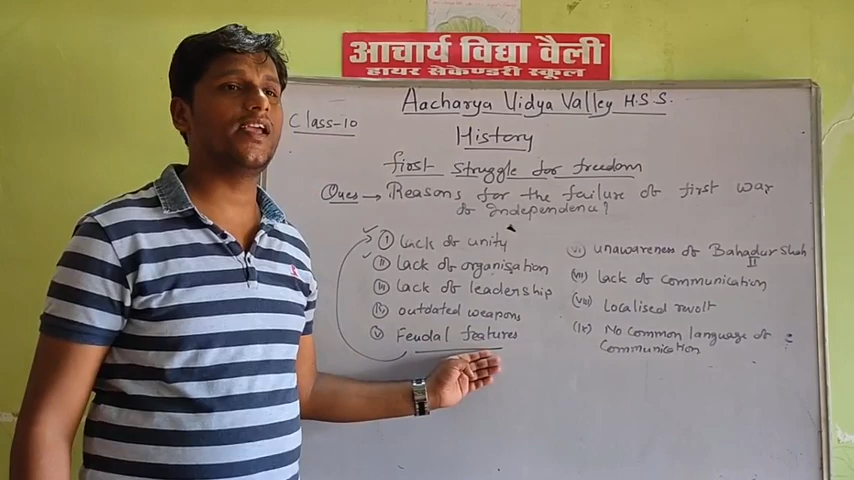 आचार्य विद्या वैली
हायर सेकेण्डरी स्कूल
Aacharya Vidya Valley H.S.S.
Class-10
History
first struggle for freedom
Ques → Reasons for the failure of first war
of Independence?
(i) lack of unity
(ii) Lack of organisation
(iii) Lack of leadership
(iv) outdated weapons
(v) Feudal features
(vi) unawareness of Bahadur Shah
II
(vii) lack of communication
(viii) Localised revolt
(ix) No common language of
Communication